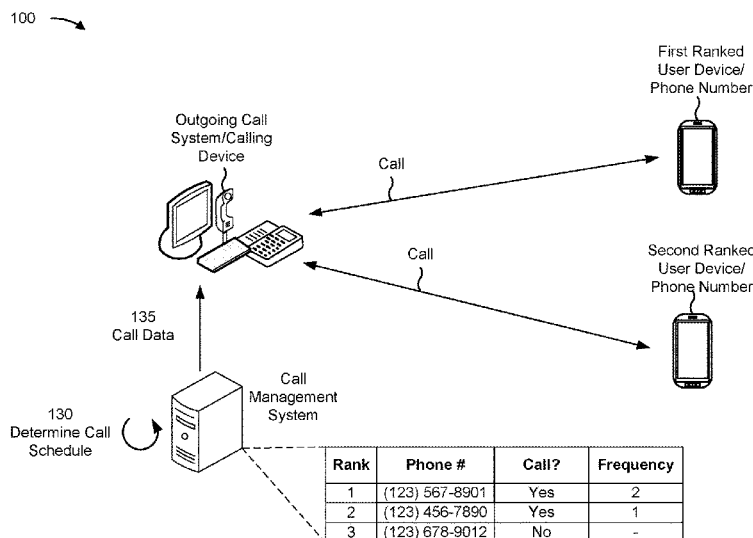 100
First Ranked
User Device/
Phone Number
Outgoing Call
System/Calling
Device
Call
Call
Second Ranked
User Device/
Phone Number
135
Call Data
Call
Management
System
130
Determine Call
Schedule
Rank Phone # Call? Frequency
1 (123) 567-8901 Yes 2
2 (123) 456-7890 Yes 1
3 (123) 678-9012 No -